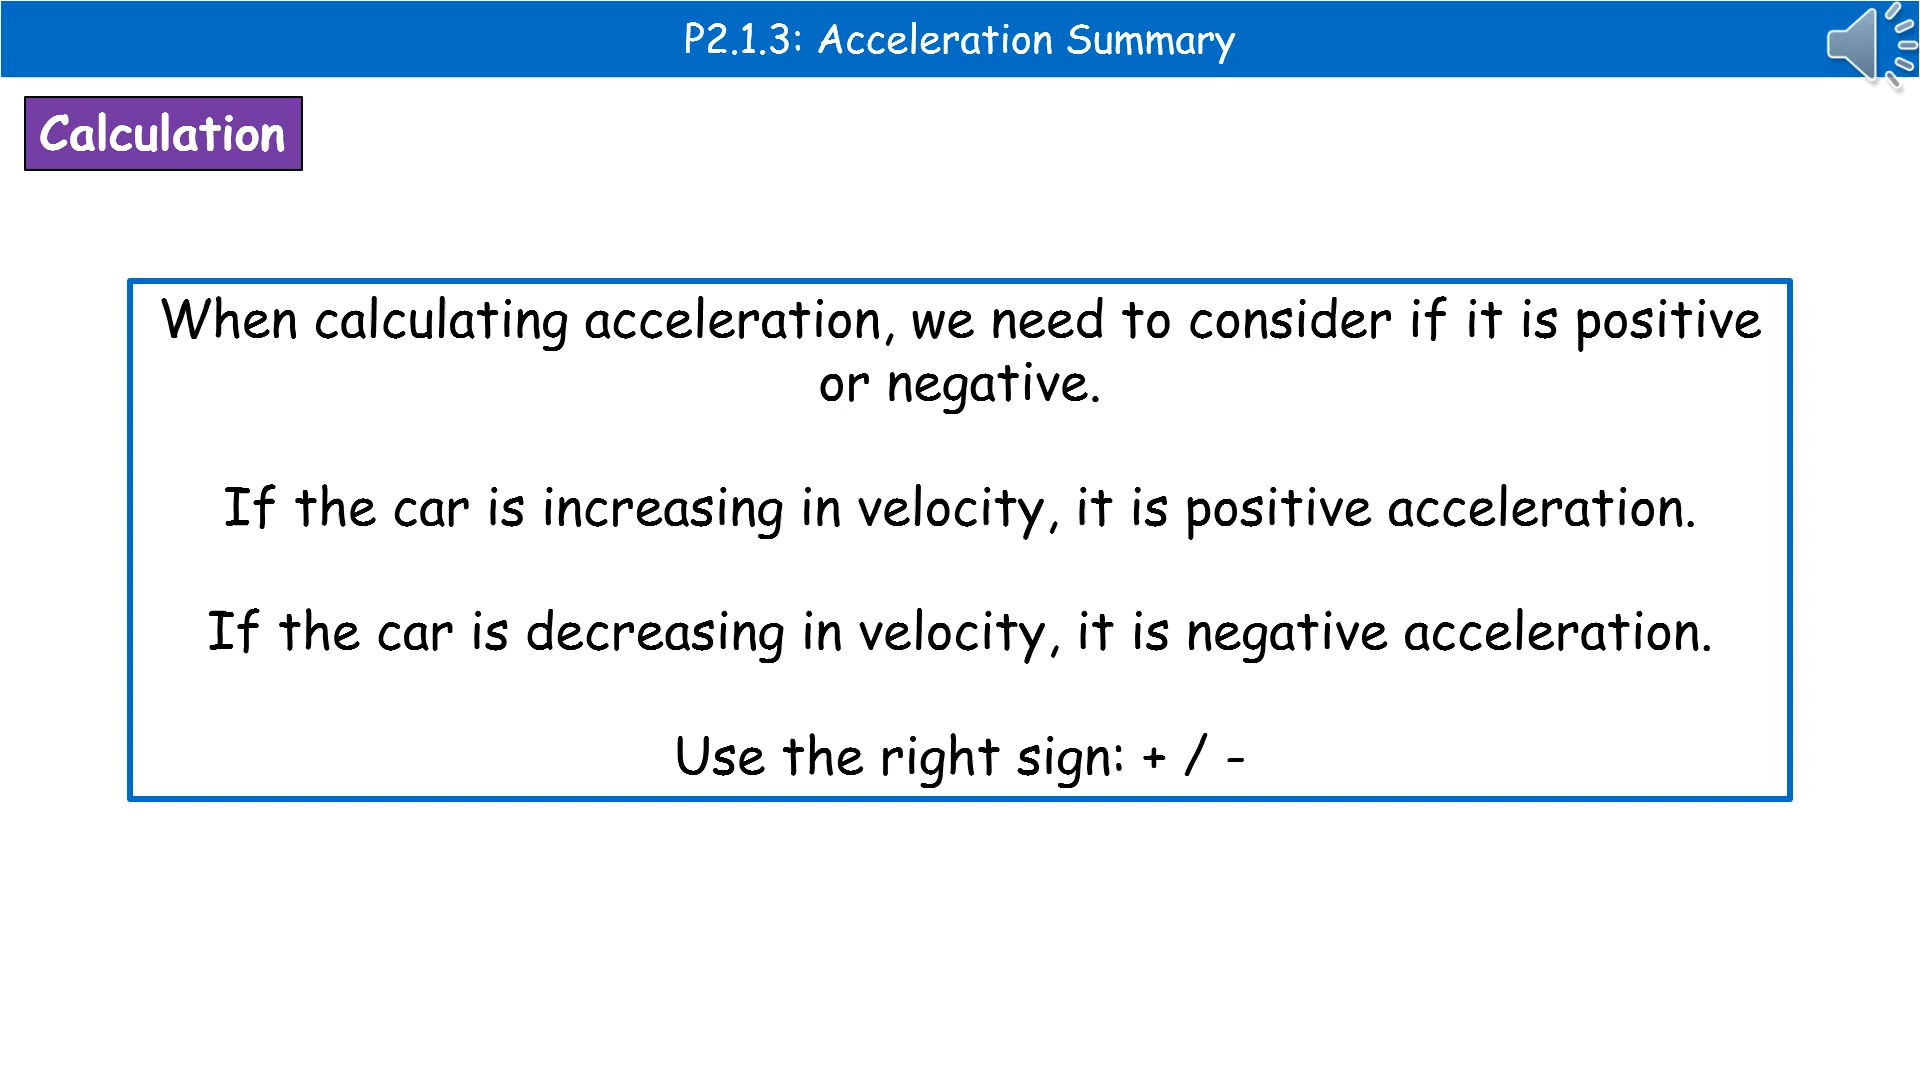 P2.1.3: Acceleration Summary
Calculation
When calculating acceleration, we need to consider if it is positive
or negative.
If the car is increasing in velocity, it is positive acceleration.
If the car is decreasing in velocity, it is negative acceleration.
Use the right sign: + / -